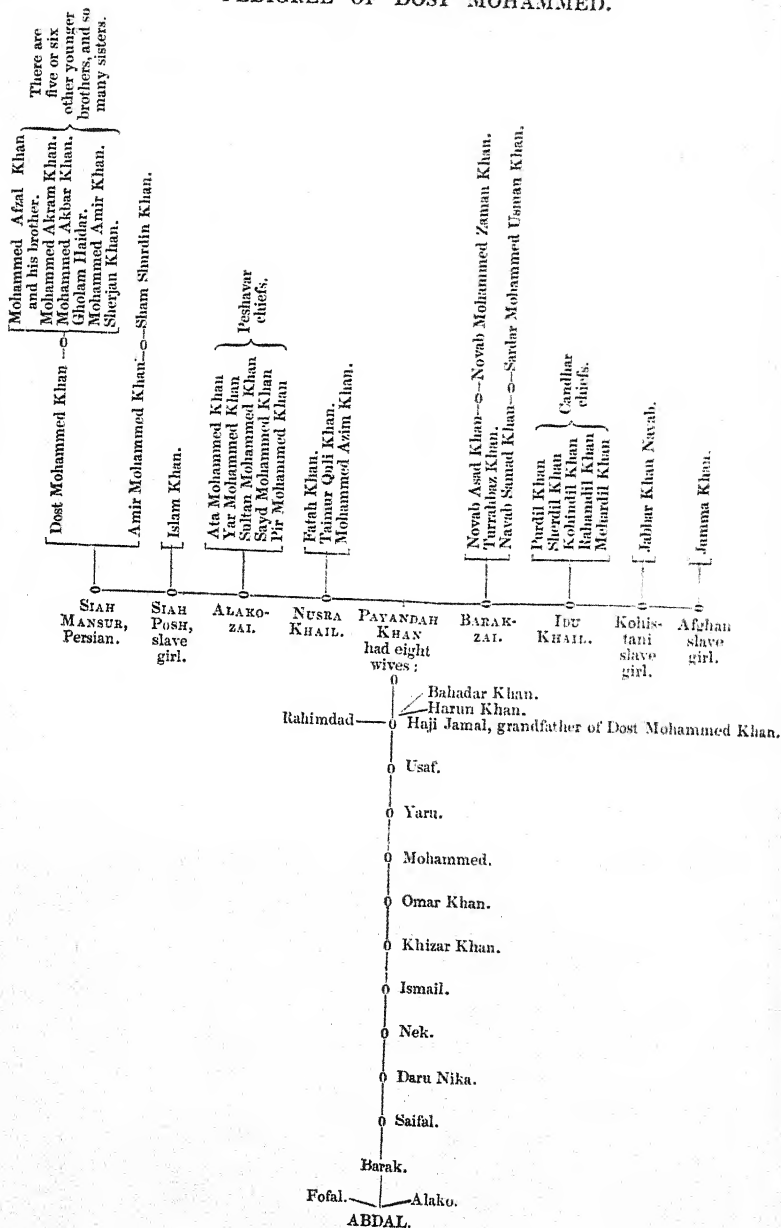 PEDIGREE OF DOST MOHAMMED.
There are
five or six
other younger
brothers, and so
many sisters.
Mohammed Afzal Khan
and his brother.
Mohammed Akram Khan.
Mohammed Akbar Khan.
Gholam Haidar.
Mohammed Amir Khan.
Sherjan Khan.
Dost Mohammed Khan
Amir Mohammed Khan
Sham Shurdin Khan.
Islam Khan.
Ata Mohammed Khan
Yar Mohammed Khan
Sultan Mohammed Khan
Sayd Mohammed Khan
Pir Mohammed Khan
Peshavar
chiefs.
Fatah Khan.
Taimur Quli Khan.
Mohammed Azim Khan.
Novab Asad Khan
Novab Mohammed Zaman Khan.
Turrahbaz Khan.
Navab Samad Khan
Sardar Mohammed Usman Khan.
Purdil Khan
Sherdil Khan
Kohindil Khan
Rahamdil Khan
Mehardil Khan
Candhar
chiefs.
Jabbar Khan Navab.
Jumma Khan.
SIAH
MANSUR,
Persian.
SIAH
POSH,
slave
girl.
ALAKO-
ZAI.
NUSRA
KHAIL.
PAYANDAH
KHAN
had eight
wives:
BARAK-
ZAI.
IDU
KHAIL.
Kohis-
tani
slave
girl.
Afghan
slave
girl.
Bahadar Khan.
Harun Khan.
Rahimdad
Haji Jamal, grandfather of Dost Mohammed Khan.
Usaf.
Yaru.
Mohammed.
Omar Khan.
Khizar Khan.
Ismail.
Nek.
Daru Nika.
Saifal.
Barak.
Fofal.
Alako.
ABDAL.